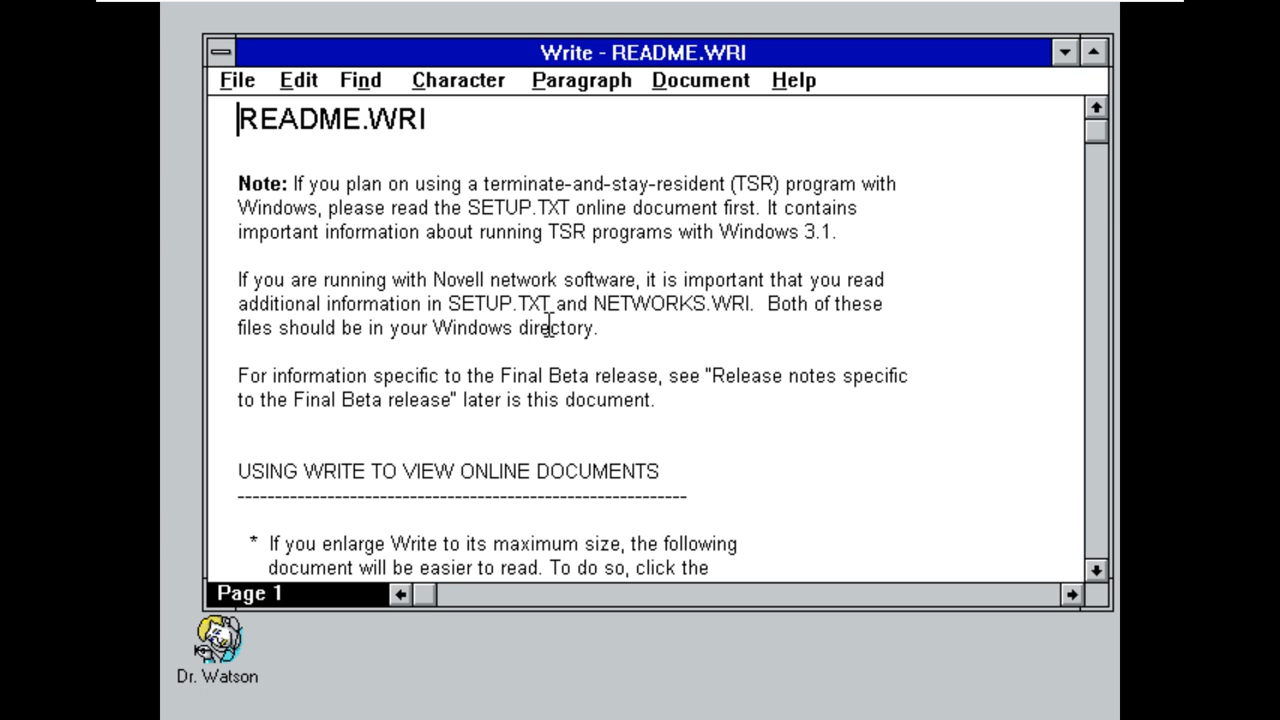 Write - README.WRI
File Edit Find Character Paragraph Document Help
README.WRI
Note: If you plan on using a terminate-and-stay-resident (TSR) program with
Windows, please read the SETUP.TXT online document first. It contains
important information about running TSR programs with Windows 3.1.
If you are running with Novell network software, it is important that you read
additional information in SETUP.TXT and NETWORKS.WRI.  Both of these
files should be in your Windows directory.
For information specific to the Final Beta release, see "Release notes specific
to the Final Beta release" later is this document.
USING WRITE TO VIEW ONLINE DOCUMENTS
------------------------------------------------------------
* If you enlarge Write to its maximum size, the following
document will be easier to read. To do so, click the
Page 1
Dr. Watson